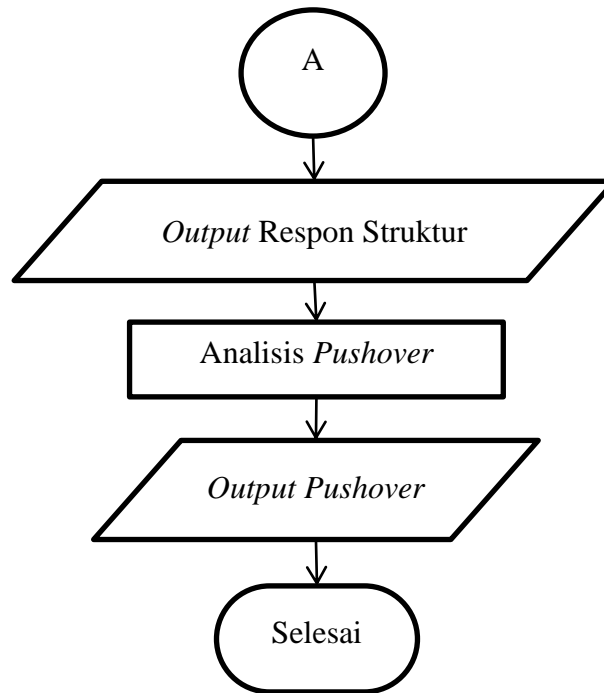 A
Output Respon Struktur
Analisis Pushover
Output Pushover
Selesai